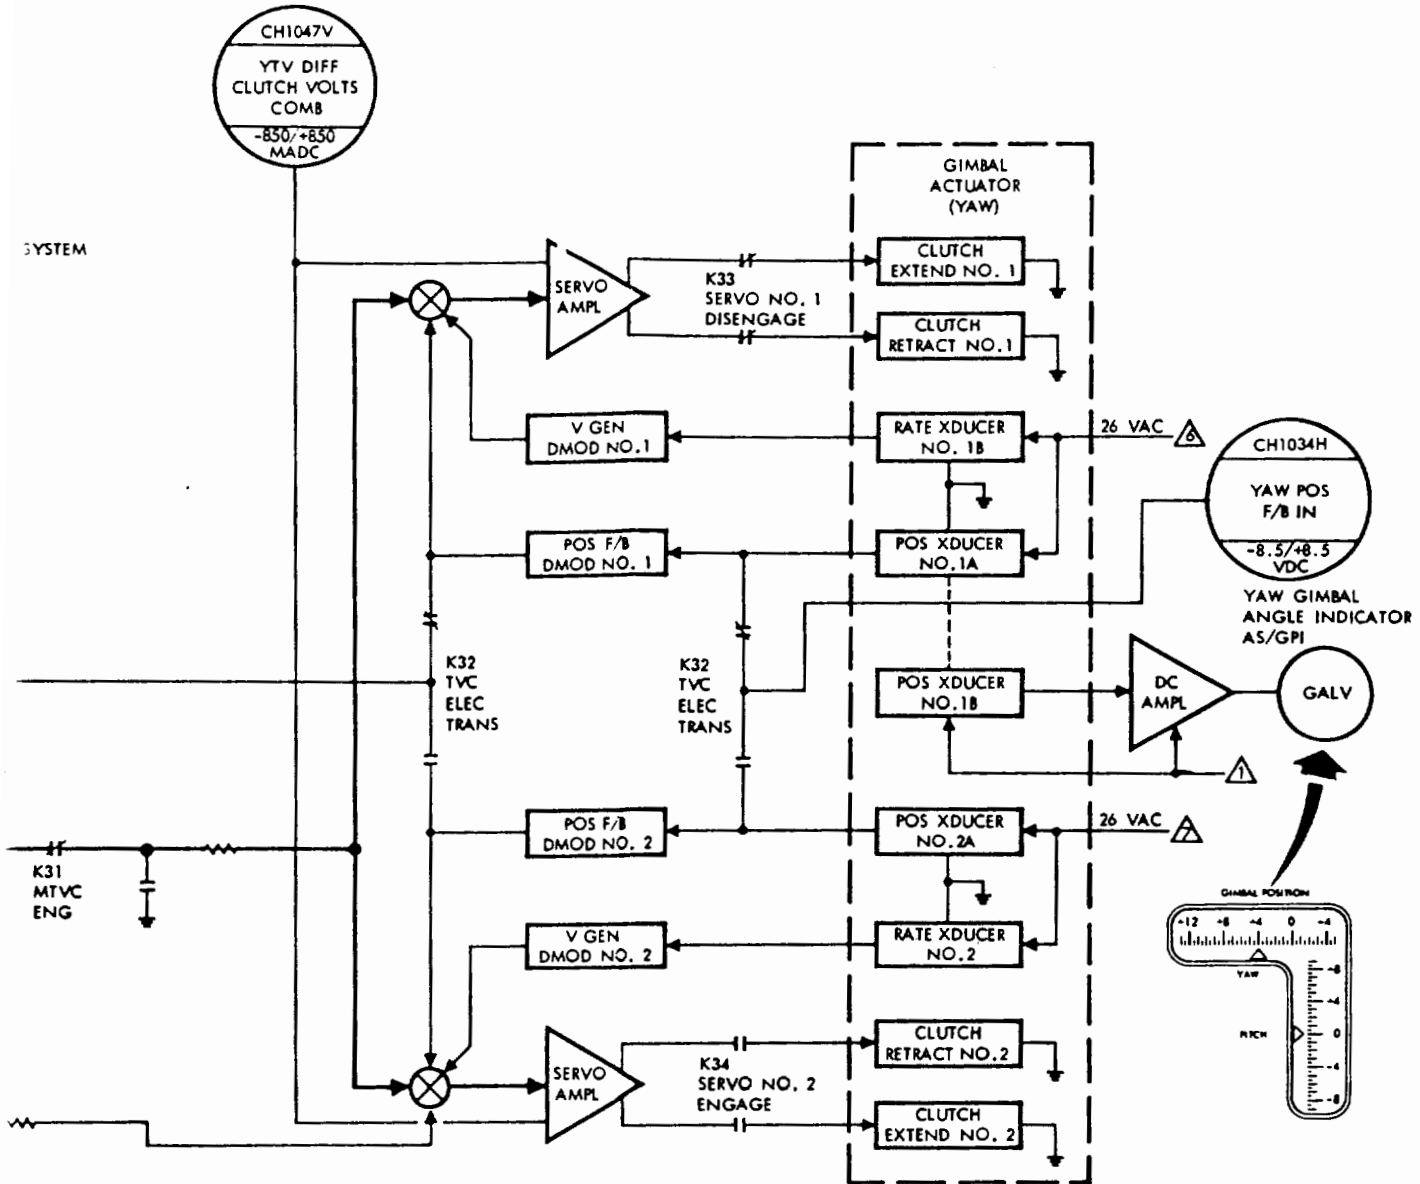 CH1047V
YTV DIFF
CLUTCH VOLTS
COMB
-850/+850
MADC
SYSTEM
GIMBAL
ACTUATOR
(YAW)
SERVO
AMPL
K33
SERVO NO. 1
DISENGAGE
CLUTCH
EXTEND NO. 1
CLUTCH
RETRACT NO.1
V GEN
DMOD NO.1
RATE XDUCER
NO. 1B
26 VAC
6
CH1034H
YAW POS
F/B IN
-8.5/+8.5
VDC
POS F/B
DMOD NO. 1
POS XDUCER
NO.1A
YAW GIMBAL
ANGLE INDICATOR
AS/GPI
K32
TVC
ELEC
TRANS
K32
TVC
ELEC
TRANS
POS XDUCER
NO.1B
DC
AMPL
GALV
1
POS F/B
DMOD NO. 2
POS XDUCER
NO.2A
26 VAC
7
K31
MTVC
ENG
V GEN
DMOD NO. 2
RATE XDUCER
NO.2
GIMBAL POSITION
0 -4
YAW
-8
-4
PITCH 0
-4
-8
SERVO
AMPL
K34
SERVO NO. 2
ENGAGE
CLUTCH
RETRACT NO.2
CLUTCH
EXTEND NO. 2